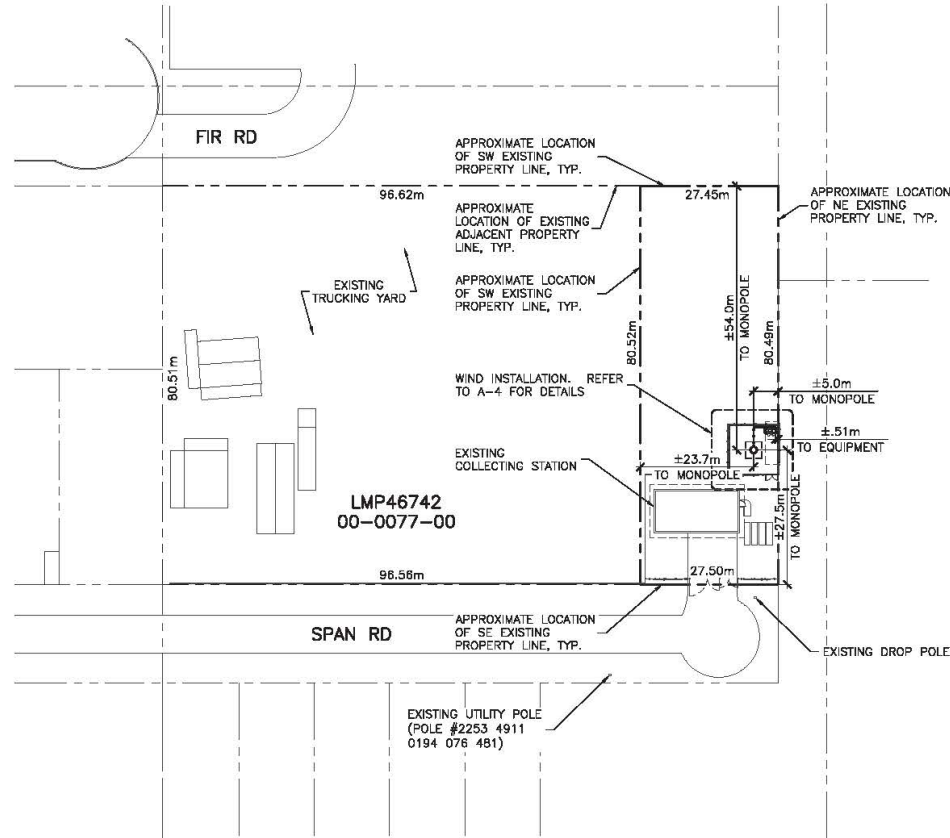 FIR RD
APPROXIMATE LOCATION
OF SW EXISTING
PROPERTY LINE, TYP.
96.62m
27.45m
APPROXIMATE LOCATION
OF NE EXISTING
PROPERTY LINE, TYP.
APPROXIMATE
LOCATION OF EXISTING
ADJACENT PROPERTY
LINE, TYP.
EXISTING
TRUCKING YARD
APPROXIMATE LOCATION
OF SW EXISTING
PROPERTY LINE, TYP.
±54.0m
TO MONOPOLE
80.51m
80.52m
80.49m
WIND INSTALLATION. REFER
TO A-4 FOR DETAILS
±5.0m
TO MONOPOLE
±.51m
TO EQUIPMENT
EXISTING
COLLECTING STATION
±23.7m
TO MONOPOLE
±27.5m
TO MONOPOLE
LMP46742
00-0077-00
96.56m
27.50m
SPAN RD
APPROXIMATE LOCATION
OF SE EXISTING
PROPERTY LINE, TYP.
EXISTING DROP POLE
EXISTING UTILITY POLE
(POLE #2253 4911
0194 076 481)